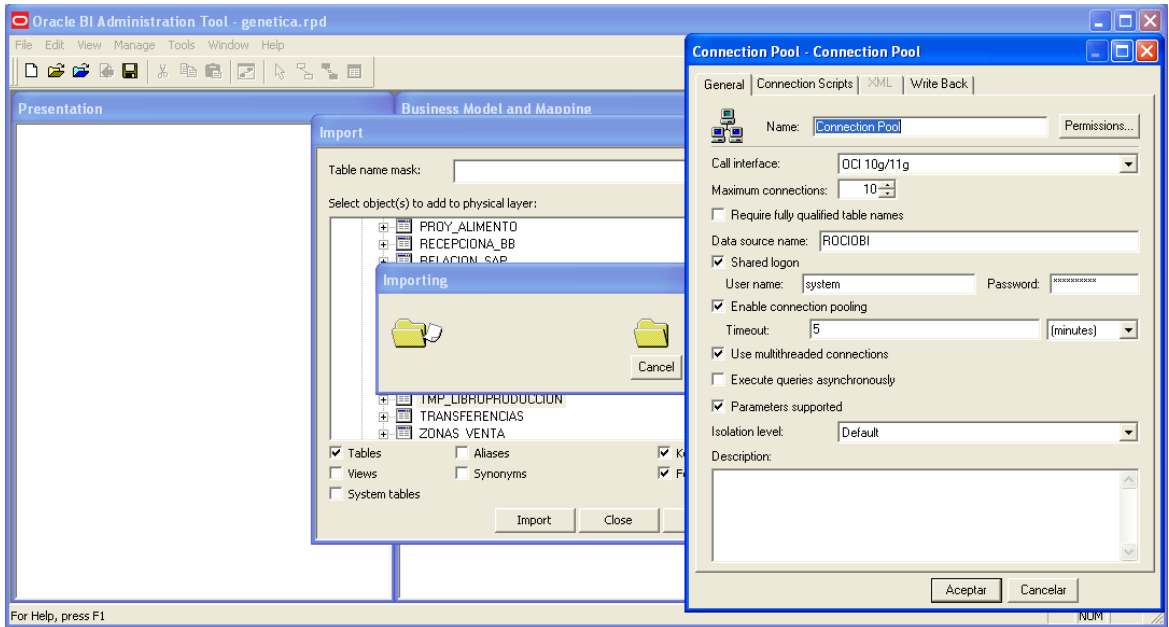 Oracle BI Administration Tool - genetica.rpd
File Edit View Manage Tools Window Help
Presentation
Business Model and Mapping
Import
Table name mask:
Select object(s) to add to physical layer:
PROY_ALIMENTO
RECEPCIONA_BB
RELACION_SAP
Importing
Cancel
TMP_LIBROPRODUCCION
TRANSFERENCIAS
ZONAS_VENTA
Tables Aliases
Views Synonyms
System tables
Import Close
For Help, press F1
NUM
Connection Pool - Connection Pool
General Connection Scripts XML Write Back
Name: Connection Pool Permissions...
Call interface: OCI 10g/11g
Maximum connections: 10
Require fully qualified table names
Data source name: ROCIOBI
Shared logon
User name: system Password: **********
Enable connection pooling
Timeout: 5 (minutes)
Use multithreaded connections
Execute queries asynchronously
Parameters supported
Isolation level: Default
Description:
Aceptar Cancelar